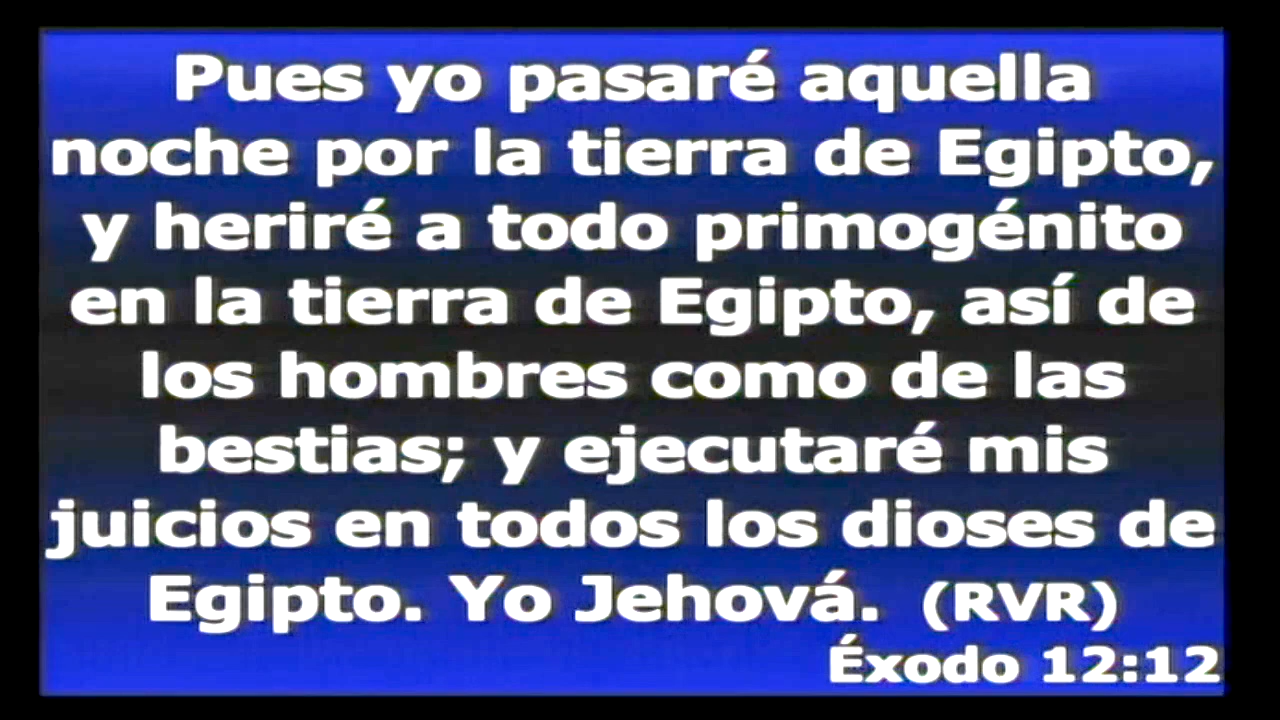 Pues yo pasaré aquella
noche por la tierra de Egipto,
y heriré a todo primogénito
en la tierra de Egipto, así de
los hombres como de las
bestias; y ejecutaré mis
juicios en todos los dioses de
Egipto. Yo Jehová. (RVR)
Éxodo 12:12